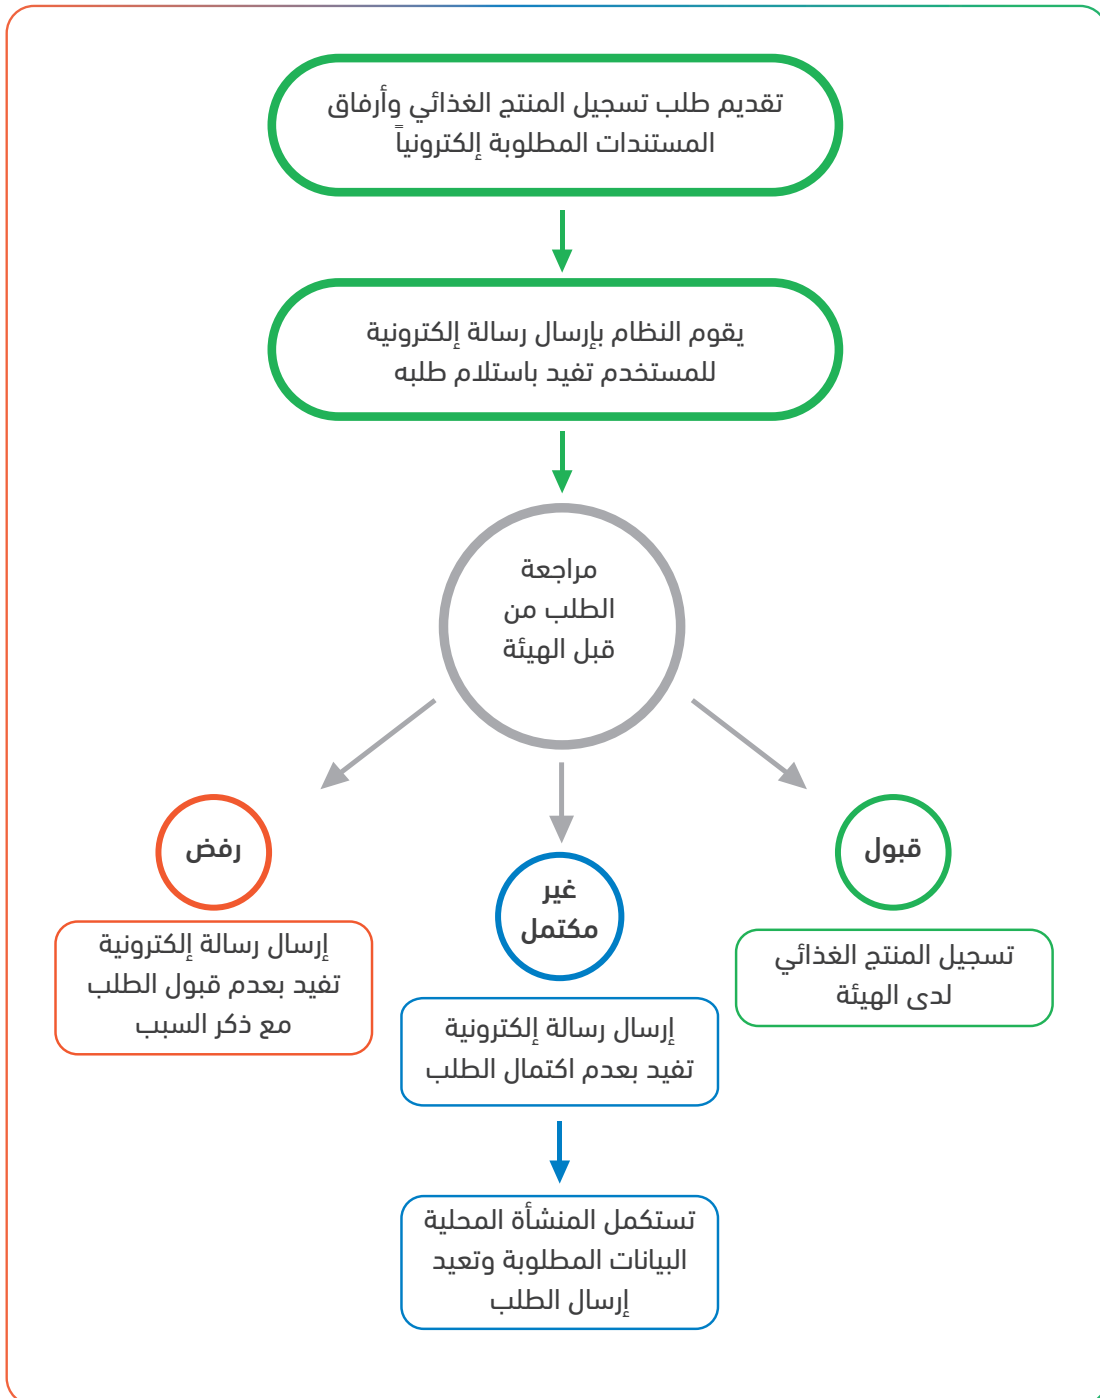 تقديم طلب تسجيل المنتج الغذائي وأرفاق
المستندات المطلوبة إلكترونياً
يقوم النظام بإرسال رسالة إلكترونية
للمستخدم تفيد باستلام طلبه
مراجعة
الطلب من
قبل الهيئة
قبول
تسجيل المنتج الغذائي
لدى الهيئة
غير
مكتمل
إرسال رسالة إلكترونية
تفيد بعدم اكتمال الطلب
تستكمل المنشأة المحلية
البيانات المطلوبة وتعيد
إرسال الطلب
رفض
إرسال رسالة إلكترونية
تفيد بعدم قبول الطلب
مع ذكر السبب